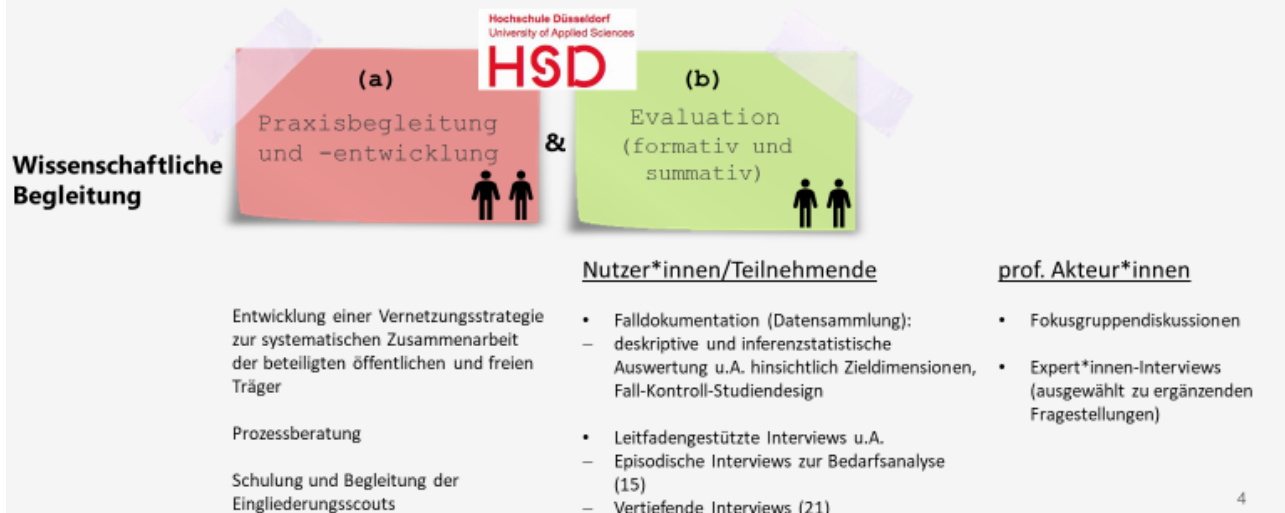 Hochschule Düsseldorf
University of Applied Sciences
HSD
Wissenschaftliche
Begleitung
(a)
Praxisbegleitung
und -entwicklung
&
(b)
Evaluation
(formativ und
summativ)
Entwicklung einer Vernetzungsstrategie
zur systematischen Zusammenarbeit
der beteiligten öffentlichen und freien
Träger
Prozessberatung
Schulung und Begleitung der
Eingliederungsscouts
Nutzer*innen/Teilnehmende
• Falldokumentation (Datensammlung):
– deskriptive und inferenzstatistische
Auswertung u.A. hinsichtlich Zieldimensionen,
Fall-Kontroll-Studiendesign
• Leitfadengestützte Interviews u.A.
– Episodische Interviews zur Bedarfsanalyse
(15)
– Vertiefende Interviews (21)
prof. Akteur*innen
• Fokusgruppendiskussionen
• Expert*innen-Interviews
(ausgewählt zu ergänzenden
Fragestellungen)
4